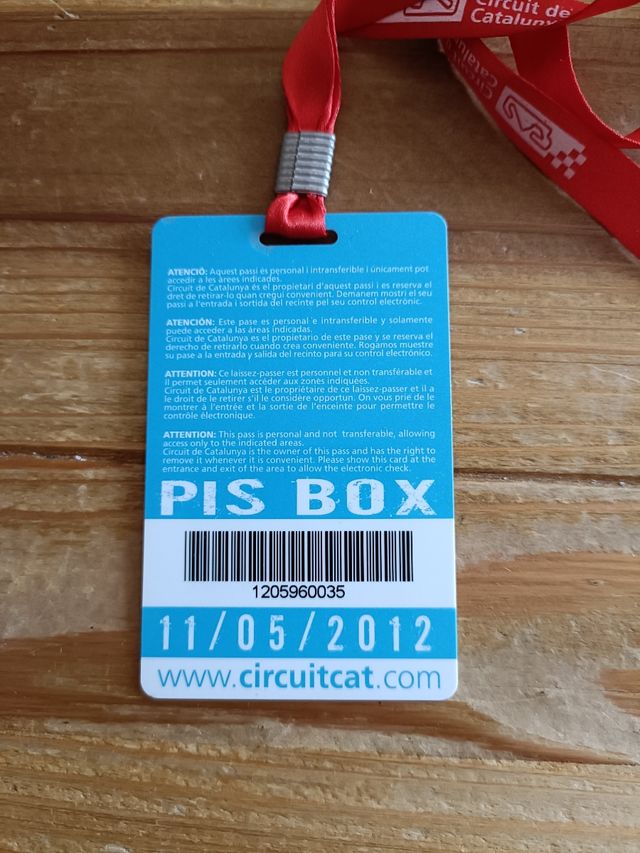 Circuit de
Catalunya
Circuit de
Catalunya
ATENCIÓ: Aquest passi és personal i intransferible i únicament pot
accedir a les àrees indicades.
Circuit de Catalunya és el propietari d'aquest passi i es reserva el
dret de retirar-lo quan cregui convenient. Demanem mostri el seu
passi a l'entrada i sortida del recinte pel seu control electrònic.
ATENCIÓN: Este pase es personal e intransferible y solamente
puede acceder a las áreas indicadas.
Circuit de Catalunya es el propietario de este pase y se reserva el
derecho de retirarlo cuando crea conveniente. Rogamos muestre
su pase a la entrada y salida del recinto para su control electrónico.
ATTENTION: Ce laissez-passer est personnel et non transférable et
il permet seulement accéder aux zones indiquées.
Circuit de Catalunya est le propriétaire de ce laissez-passer et il a
le droit de le retirer s'il le considère opportun. On vous prie de le
montrer à l'entrée et la sortie de l'enceinte pour permettre le
contrôle électronique.
ATTENTION: This pass is personal and not transferable, allowing
access only to the indicated areas.
Circuit de Catalunya is the owner of this pass and has the right to
remove it whenever it is convenient. Please show this card at the
entrance and exit of the area to allow the electronic check.
PIS BOX
1205960035
11/05/2012
www.circuitcat.com